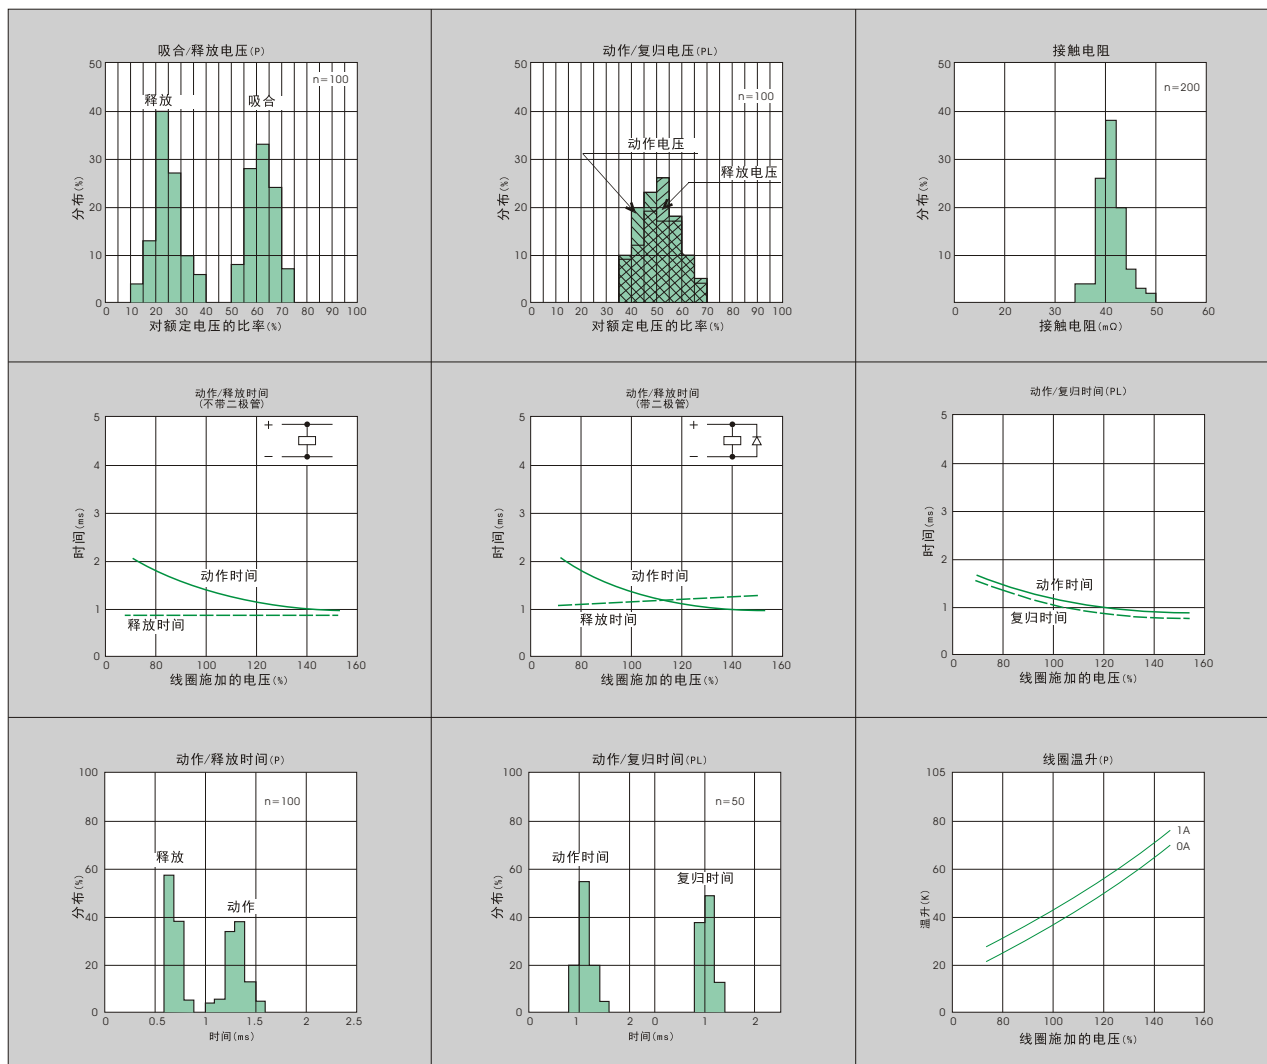 吸合/释放电压(P)
50
40
30
20
10
0
分布(%)
n=100
释放
吸合
0 10 20 30 40 50 60 70 80 90 100
对额定电压的比率(%)
动作/复归电压(PL)
50
40
30
20
10
0
分布(%)
n=100
动作电压
释放电压
0 10 20 30 40 50 60 70 80 90 100
对额定电压的比率(%)
接触电阻
50
40
30
20
10
分布(%)
n=200
0 20 30 40 50 60
接触电阻(mΩ)
动作/释放时间
(不带二极管)
5
4
3
2
1
0
时间(ms)
+
−
动作时间
释放时间
0 80 100 120 140 160
线圈施加的电压(%)
动作/释放时间
(带二极管)
5
4
3
2
1
0
时间(ms)
+
−
动作时间
释放时间
0 80 100 120 140 160
线圈施加的电压(%)
动作/复归时间(PL)
5
4
3
2
1
0
时间(ms)
动作时间
复归时间
0 80 100 120 140 160
线圈施加的电压(%)
动作/释放时间(P)
100
80
60
40
20
0
分布(%)
n=100
释放
动作
0 0.5 1 1.5 2 2.5
时间(ms)
动作/复归时间(PL)
100
80
60
40
20
0
分布(%)
n=50
动作时间
复归时间
0 1 2 0 1 2
时间(ms)
线圈温升(P)
105
80
60
40
20
0
温升(K)
1A
0A
0 80 100 120 140 160
线圈施加的电压(%)